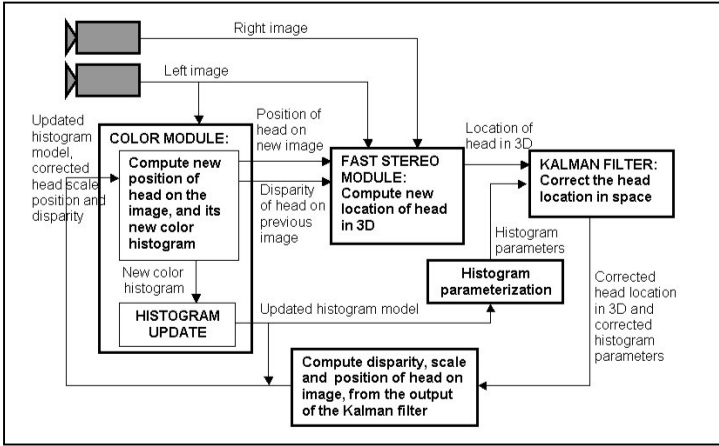 Right image
Left image
Updated
histogram
model,
corrected
head scale
position and
disparity
COLOR MODULE:
Compute new
position of
head on the
image, and its
new color
histogram
New color
histogram
HISTOGRAM
UPDATE
Position of
head on
new image
Disparity
of head on
previous
image
FAST STEREO
MODULE:
Compute new
location of head
in 3D
Location of
head in 3D
KALMAN FILTER:
Correct the head
location in space
Histogram
parameters
Histogram
parameterization
Updated histogram model
Corrected
head location
in 3D and
corrected
histogram
parameters
Compute disparity, scale
and position of head on
image, from the output
of the Kalman filter